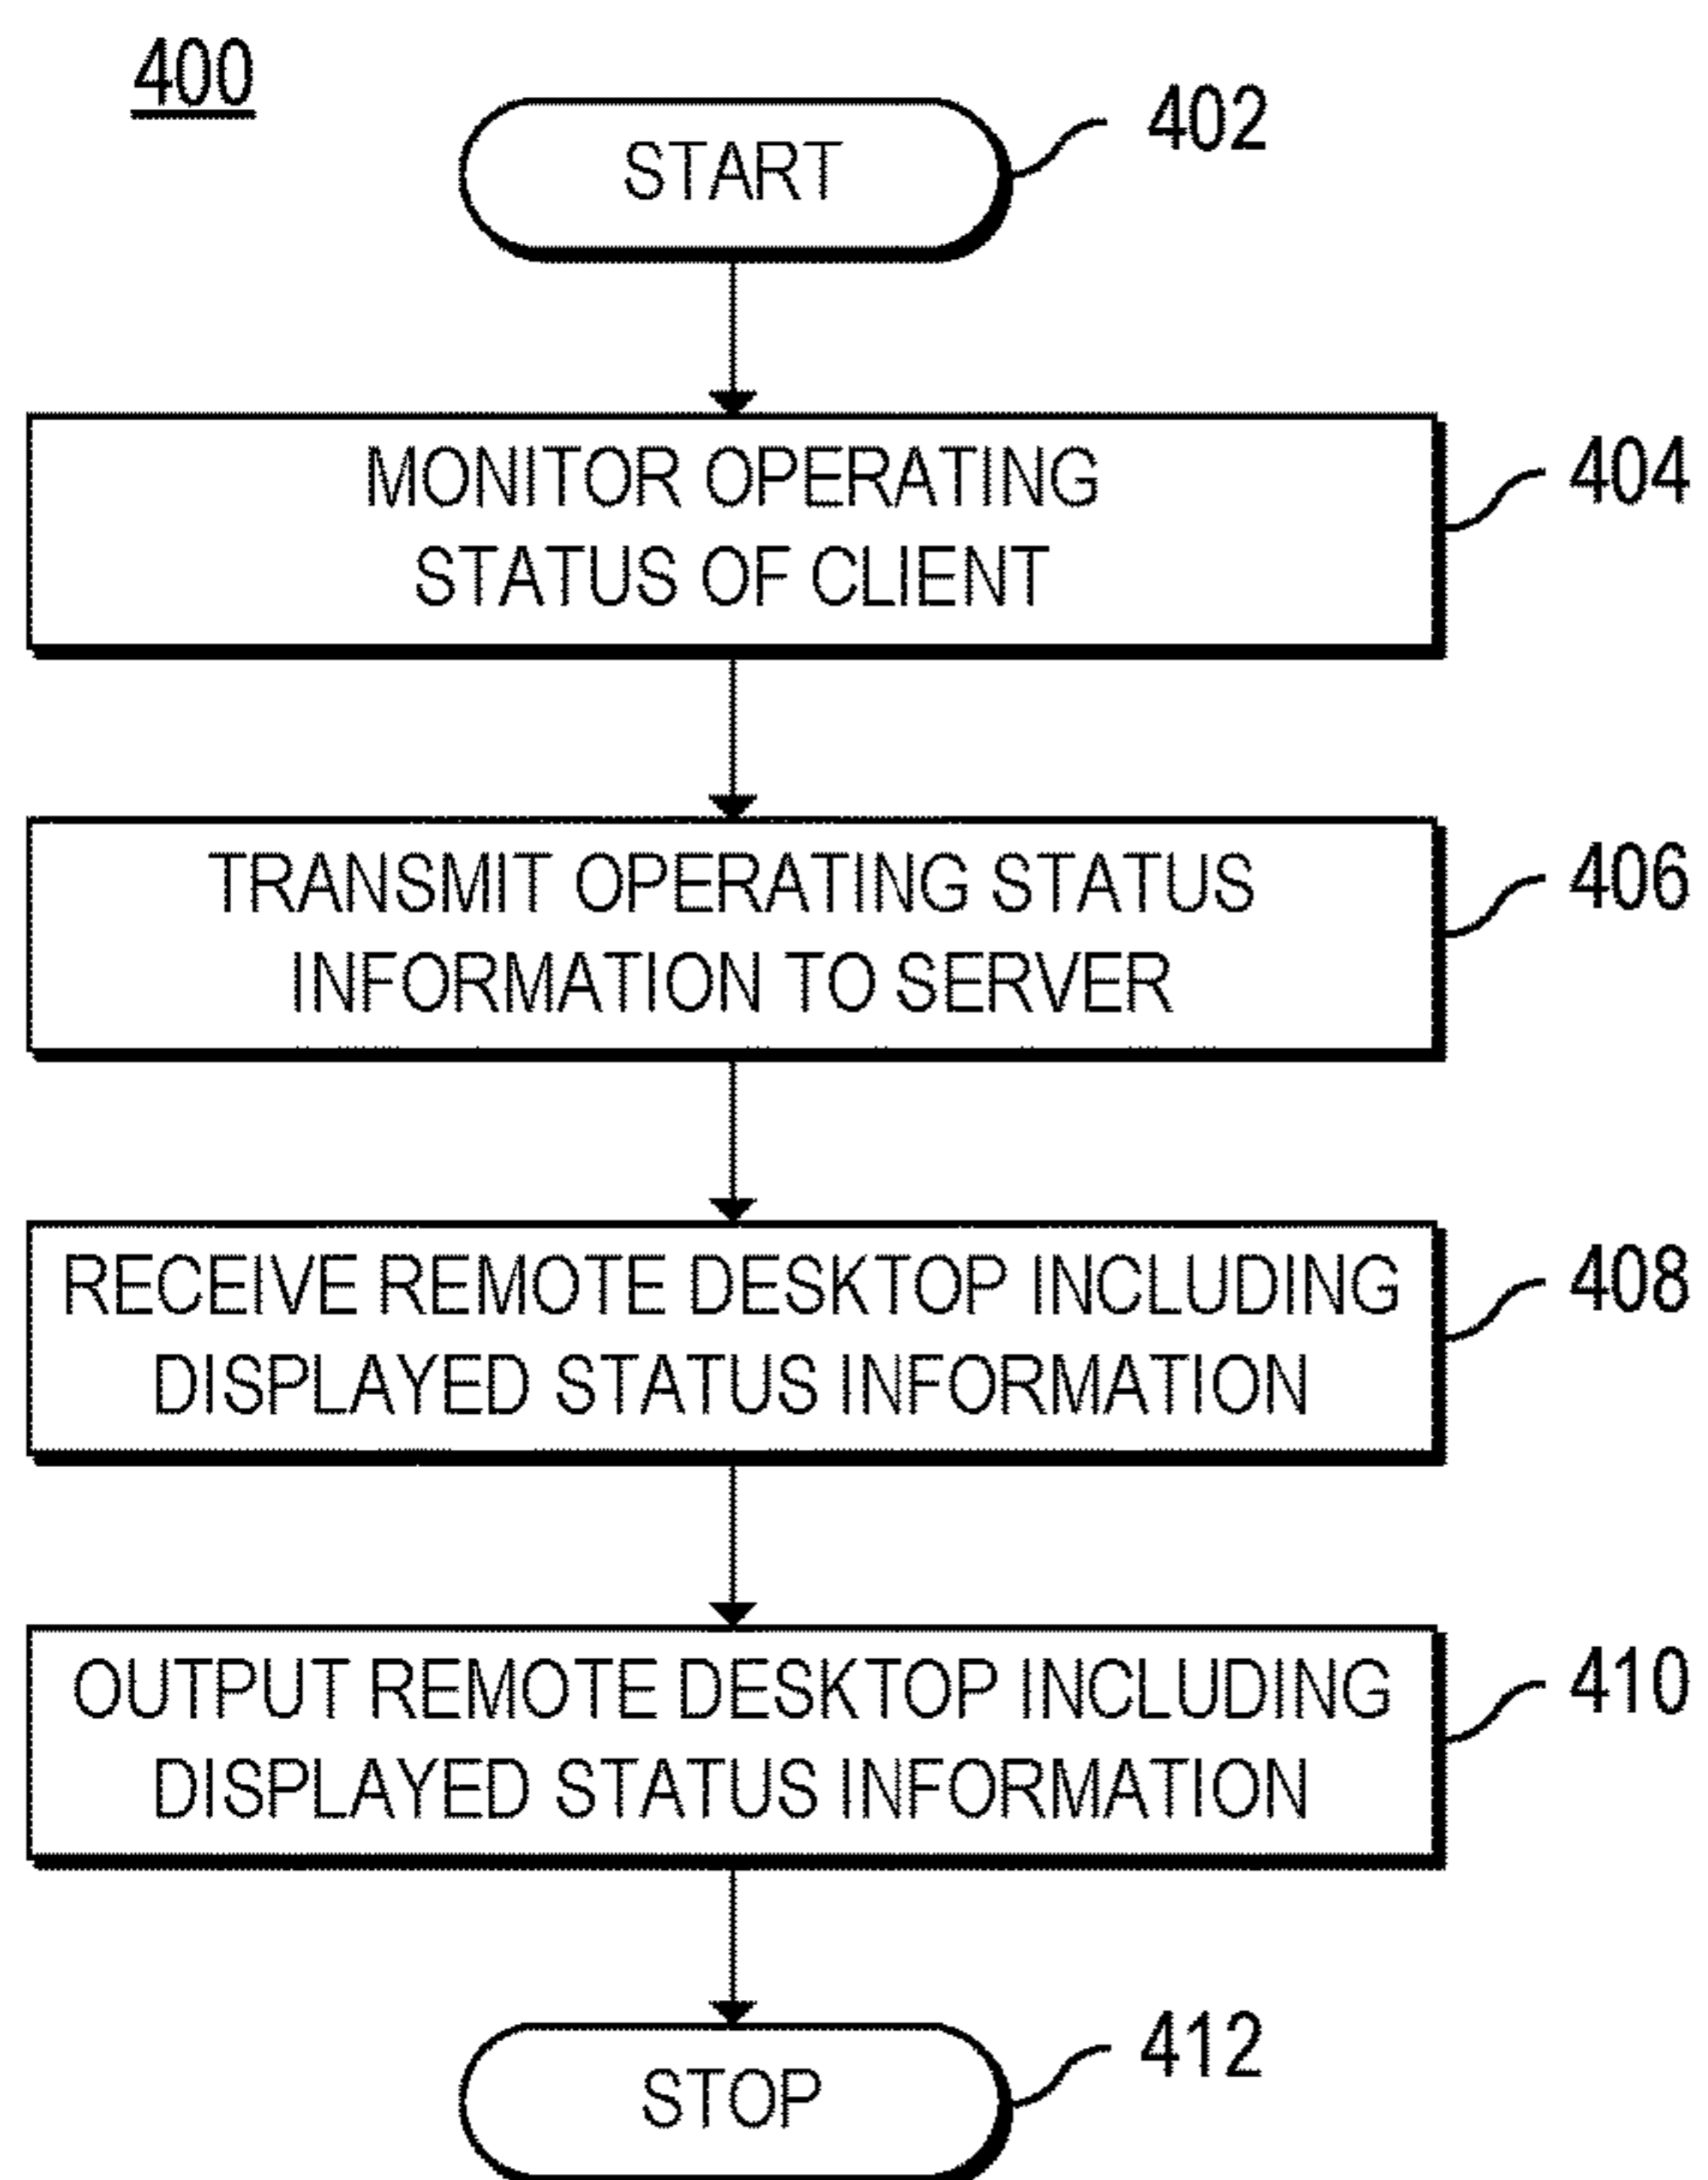 400
START
402
MONITOR OPERATING
STATUS OF CLIENT
404
TRANSMIT OPERATING STATUS
INFORMATION TO SERVER
406
RECEIVE REMOTE DESKTOP INCLUDING
DISPLAYED STATUS INFORMATION
408
OUTPUT REMOTE DESKTOP INCLUDING
DISPLAYED STATUS INFORMATION
410
STOP
412